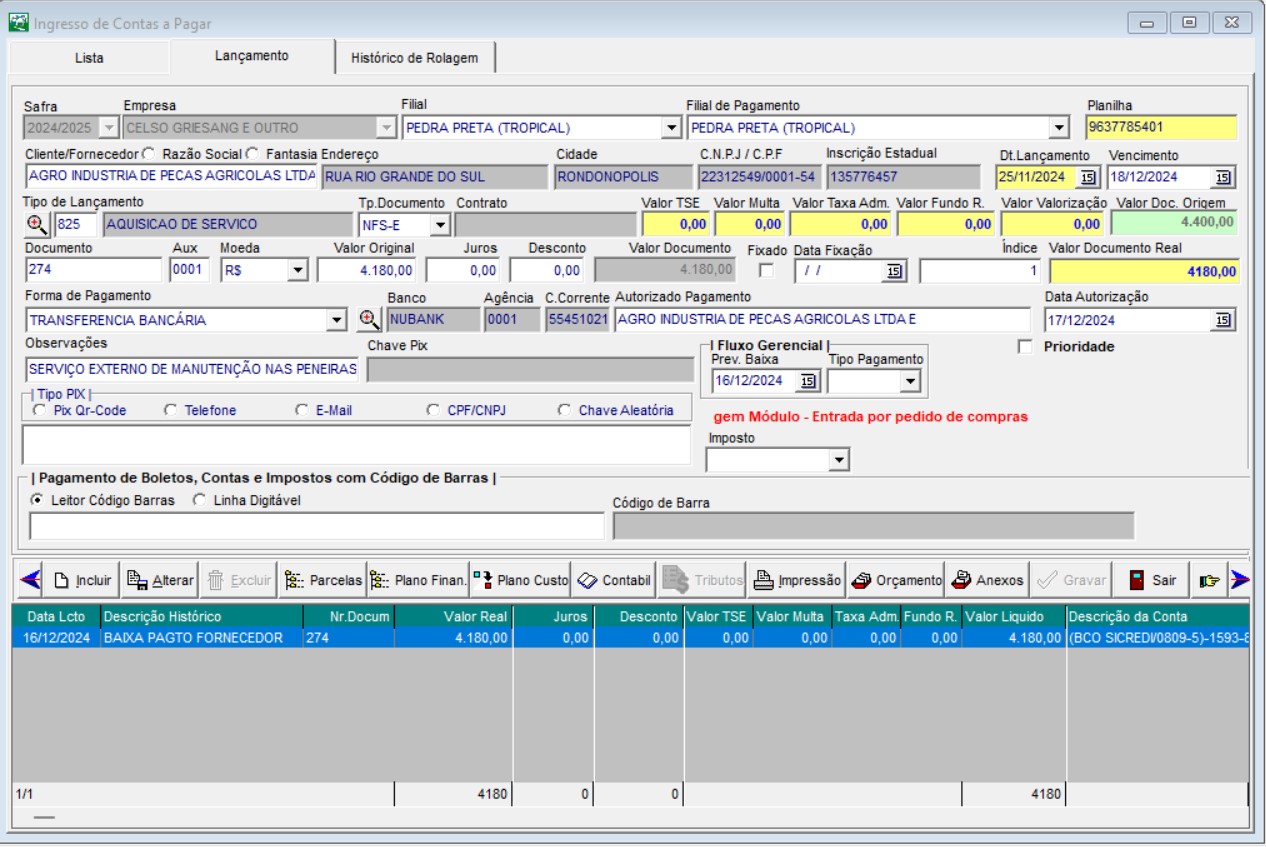 Ingresso de Contas a Pagar
Lista Lançamento Histórico de Rolagem
Safra Empresa Filial Filial de Pagamento Planilha
2024/2025 CELSO GRIESANG E OUTRO PEDRA PRETA (TROPICAL) PEDRA PRETA (TROPICAL) 9637785401
Cliente/Fornecedor Razão Social Fantasia Endereço Cidade C.N.P.J / C.P.F Inscrição Estadual Dt.Lançamento Vencimento
AGRO INDUSTRIA DE PECAS AGRICOLAS LTDA RUA RIO GRANDE DO SUL RONDONOPOLIS 22312549/0001-54 135776457 25/11/2024 15 18/12/2024 15
Tipo de Lançamento Tp.Documento Contrato Valor TSE Valor Multa Valor Taxa Adm. Valor Fundo R. Valor Valorização Valor Doc. Origem
825 AQUISICAO DE SERVICO NFS-E 0,00 0,00 0,00 0,00 0,00 4.400,00
Documento Aux Moeda Valor Original Juros Desconto Valor Documento Fixado Data Fixação Índice Valor Documento Real
274 0001 R$ 4.180,00 0,00 0,00 4.180,00 / / 15 1 4180,00
Forma de Pagamento Banco Agência C.Corrente Autorizado Pagamento Data Autorização
TRANSFERENCIA BANCÁRIA NUBANK 0001 55451021 AGRO INDUSTRIA DE PECAS AGRICOLAS LTDA E 17/12/2024 15
Observações Chave Pix | Fluxo Gerencial | Prioridade
SERVIÇO EXTERNO DE MANUTENÇÃO NAS PENEIRAS Prev. Baixa Tipo Pagamento
16/12/2024 15
| Tipo PIX |
Pix Qr-Code Telefone E-Mail CPF/CNPJ Chave Aleatória
gem Módulo - Entrada por pedido de compras
Imposto
| Pagamento de Boletos, Contas e Impostos com Código de Barras |
Leitor Código Barras Linha Digitável Código de Barra
Incluir Alterar Excluir Parcelas Plano Finan. Plano Custo Contabil Tributos Impressão Orçamento Anexos Gravar Sair
Data Lcto Descrição Histórico Nr.Docum Valor Real Juros Desconto Valor TSE Valor Multa Taxa Adm. Fundo R. Valor Liquido Descrição da Conta
16/12/2024 BAIXA PAGTO FORNECEDOR 274 4.180,00 0,00 0,00 0,00 0,00 0,00 0,00 4.180,00 (BCO SICREDI/0809-5)-1593-8
1/1 4180 0 0 4180